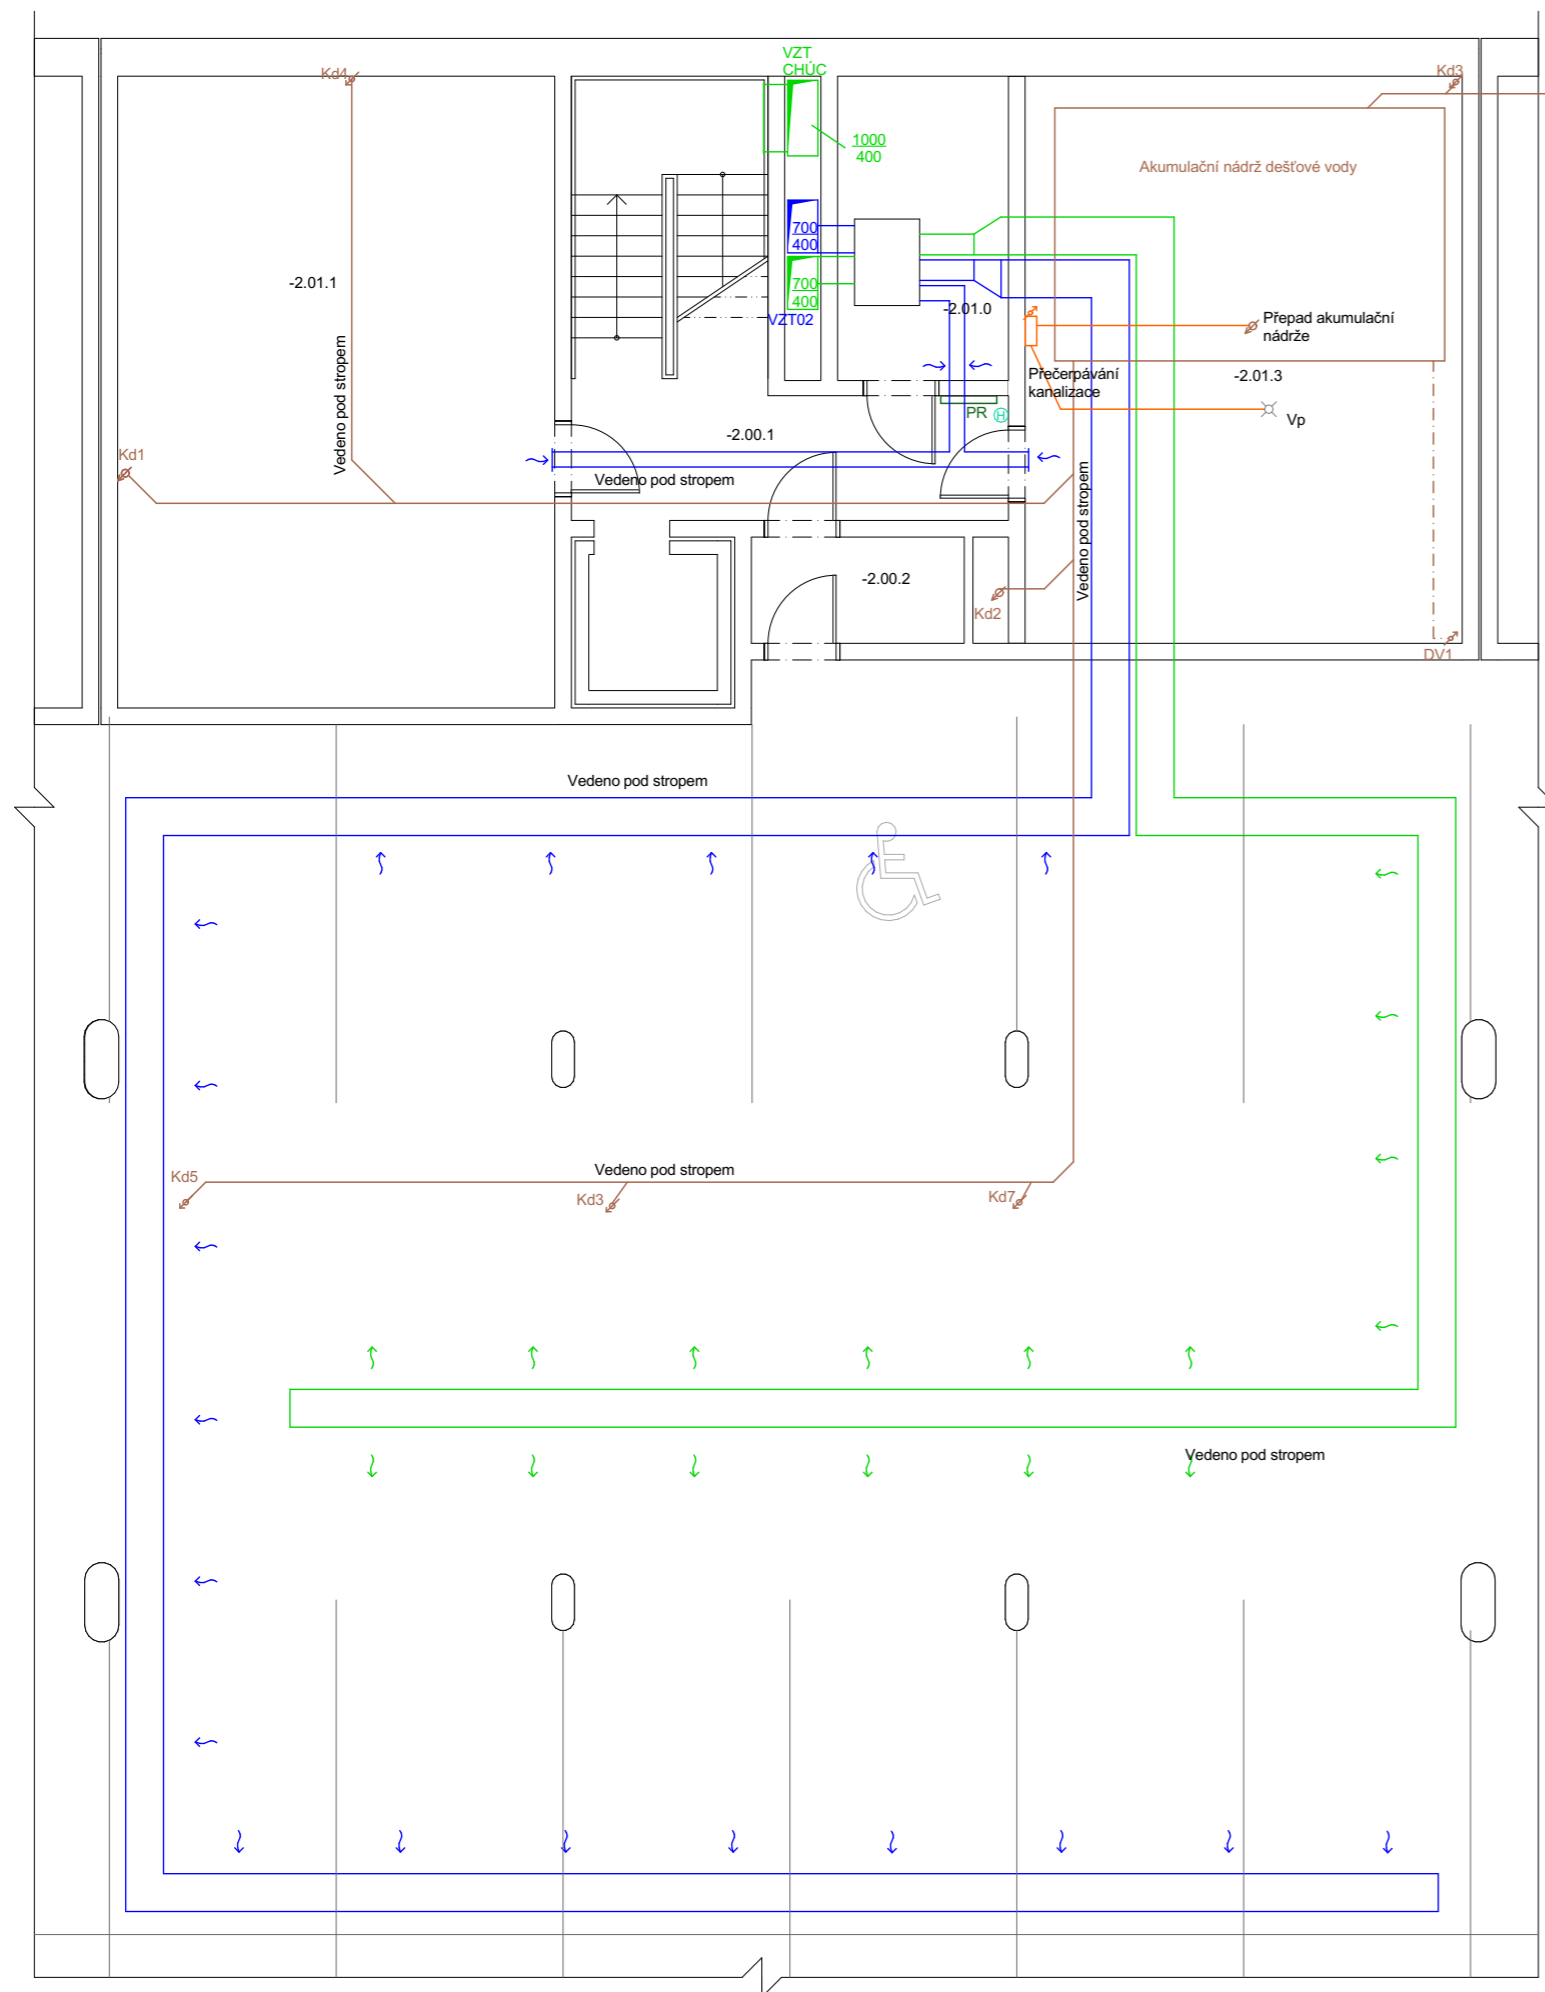 VZT
CHÚC
Kd4
Kd3
1000
400
Akumulační nádrž dešťové vody
700
400
-2.01.1
700
400
VZT02
-2.01.0
Přepad akumulační
nádrže
Vedeno pod stropem
Přečerpávání
kanalizace
-2.01.3
PR
H
Vp
-2.00.1
Kd1
Vedeno pod stropem
Vedeno pod stropem
-2.00.2
Kd2
DV1
Vedeno pod stropem
Vedeno pod stropem
Kd5
Kd3
Kd7
Vedeno pod stropem